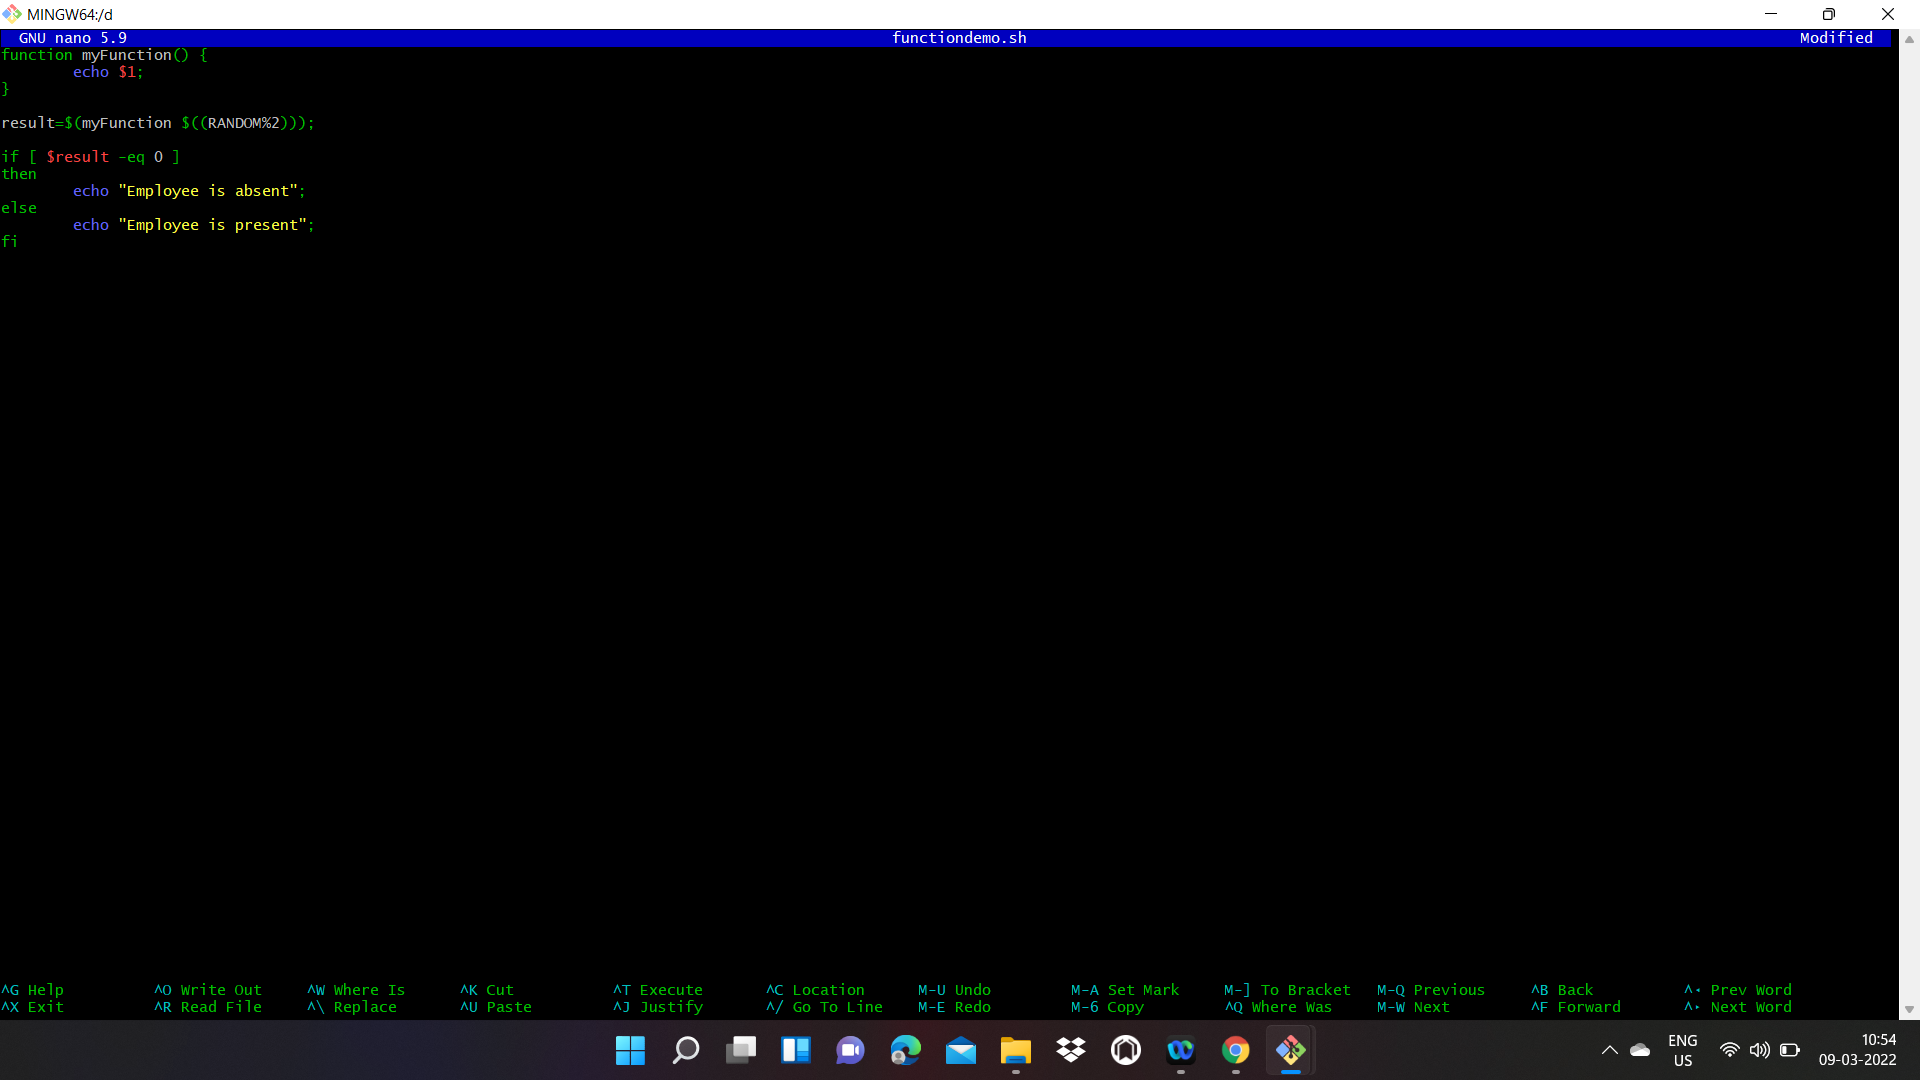 MINGW64:/d
GNU nano 5.9 functiondemo.sh Modified
function myFunction() {
        echo $1;
}
result=$(myFunction $((RANDOM%2)));
if [ $result -eq 0 ]
then
        echo "Employee is absent";
else
        echo "Employee is present";
fi
^G Help ^O Write Out ^W Where Is ^K Cut ^T Execute ^C Location M-U Undo M-A Set Mark M-] To Bracket M-Q Previous ^B Back ^◂ Prev Word
^X Exit ^R Read File ^\ Replace ^U Paste ^J Justify ^/ Go To Line M-E Redo M-6 Copy ^Q Where Was M-W Next ^F Forward ^▸ Next Word
ENG
US
10:54
09-03-2022